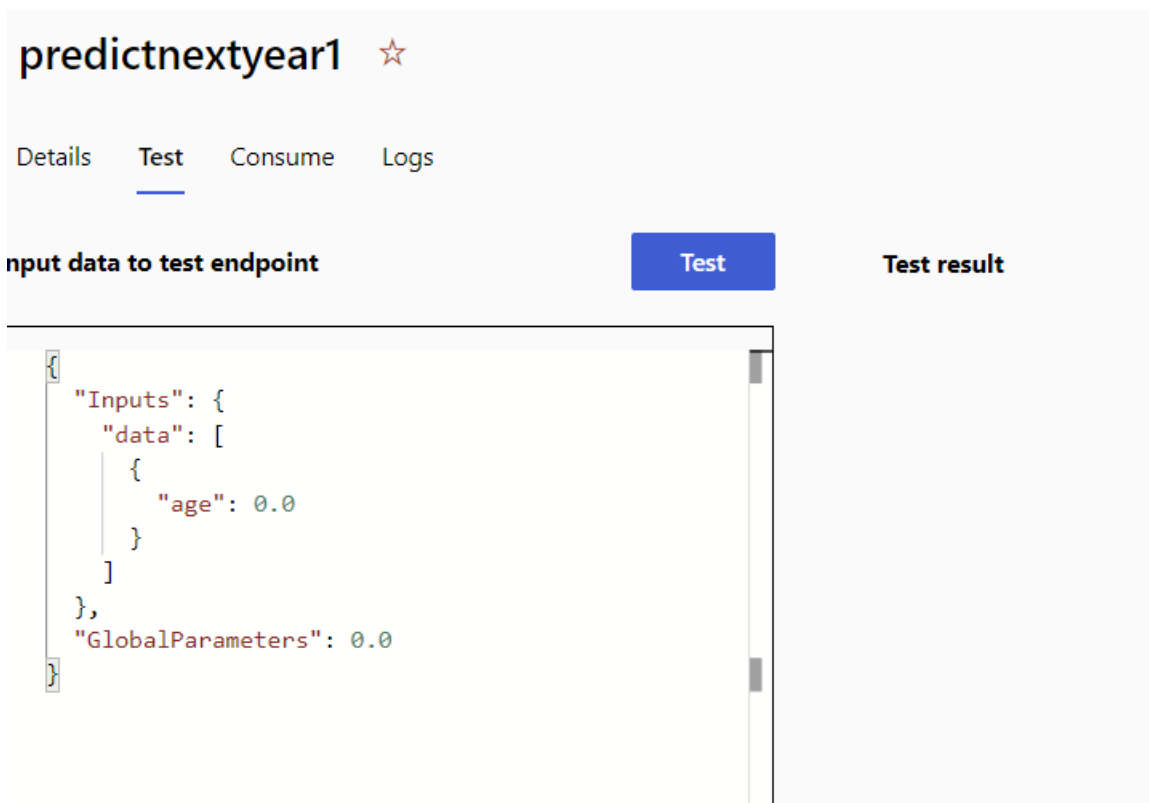 predictnextyear1
Details Test Consume Logs
nput data to test endpoint Test Test result
{
"Inputs": {
"data": [
{
"age": 0.0
}
]
},
"GlobalParameters": 0.0
}